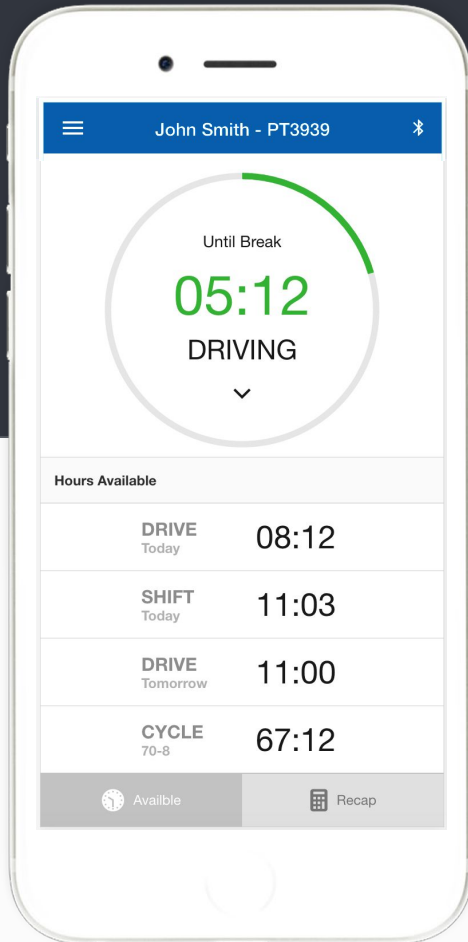 John Smith - PT3939
Until Break
05:12
DRIVING
Hours Available
DRIVE
Today
08:12
SHIFT
Today
11:03
DRIVE
Tomorrow
11:00
CYCLE
70-8
67:12
Availble
Recap